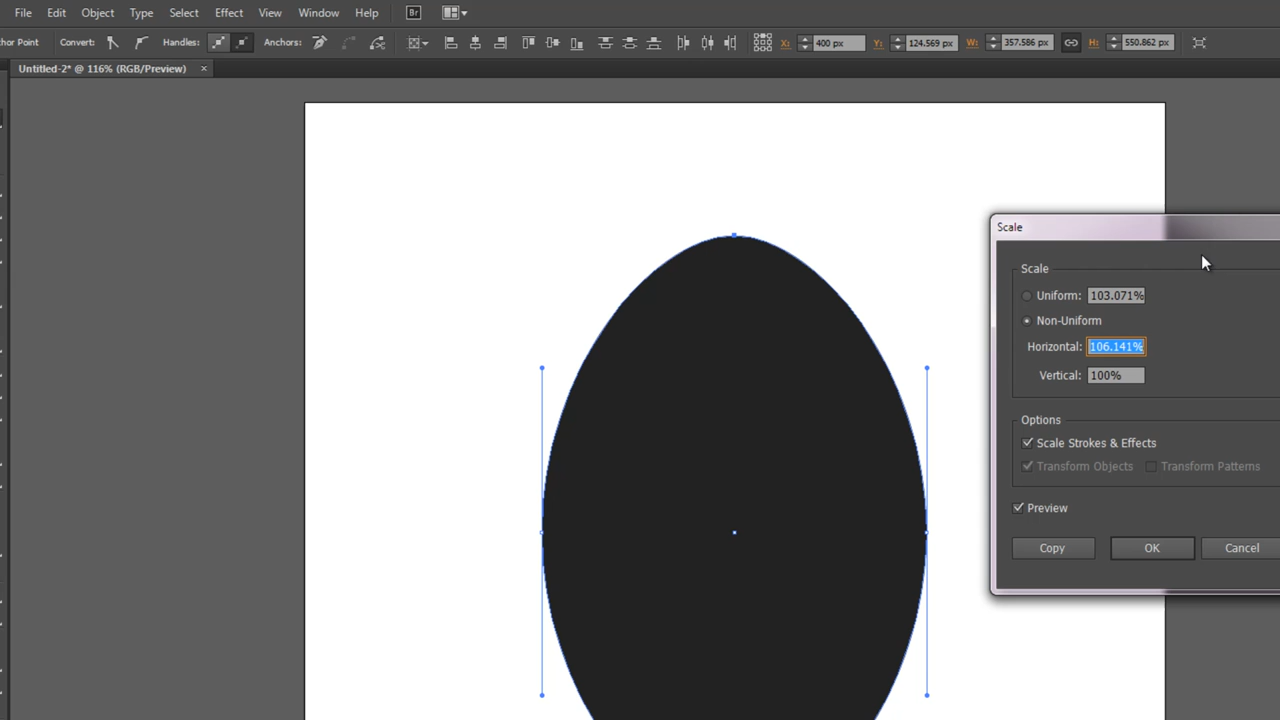 File Edit Object Type Select Effect View Window Help Br
chor Point Convert: Handles: Anchors: X: 400 px Y: 124.569 px W: 357.586 px H: 550.862 px
Untitled-2* @ 116% (RGB/Preview) ×
Scale
Scale
Uniform: 103.071%
Non-Uniform
Horizontal: 106.141%
Vertical: 100%
Options
Scale Strokes & Effects
Transform Objects Transform Patterns
Preview
Copy OK Cancel